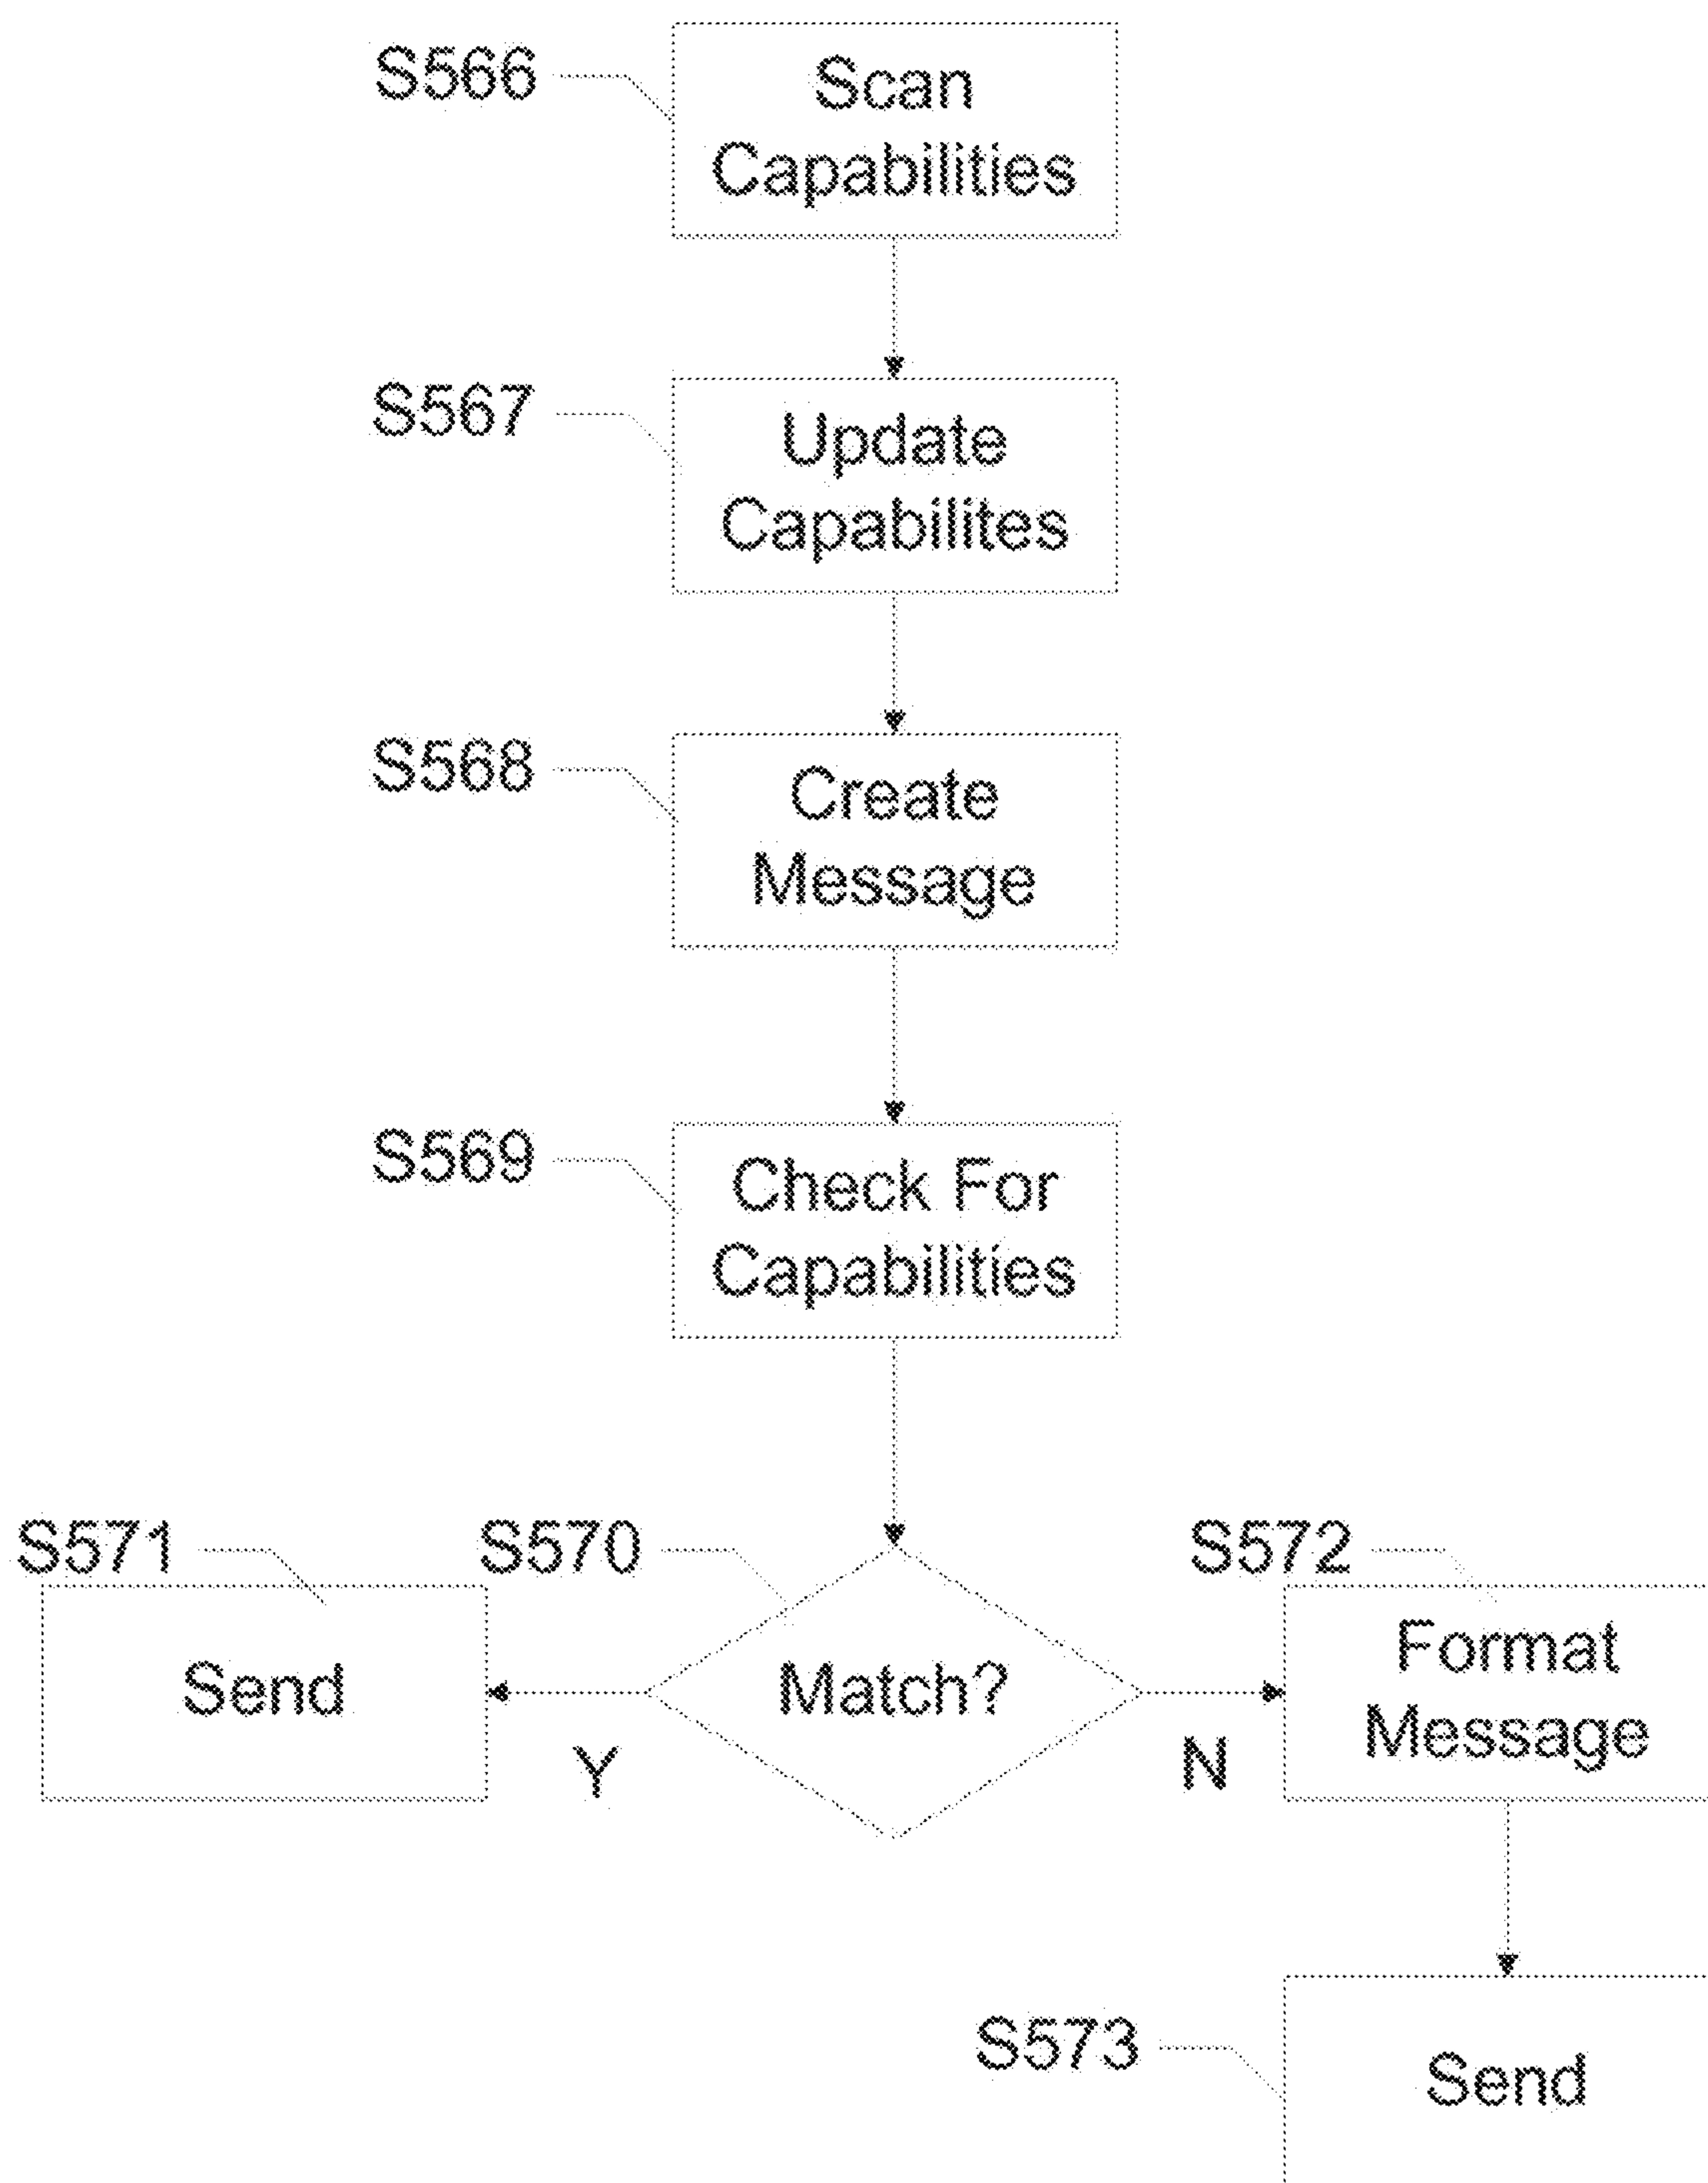 S566
Scan
Capabilities
S567
Update
Capabilites
S568
Create
Message
S569
Check For
Capabilities
S571
S570
S572
Send
Match?
Format
Message
Y
N
S573
Send